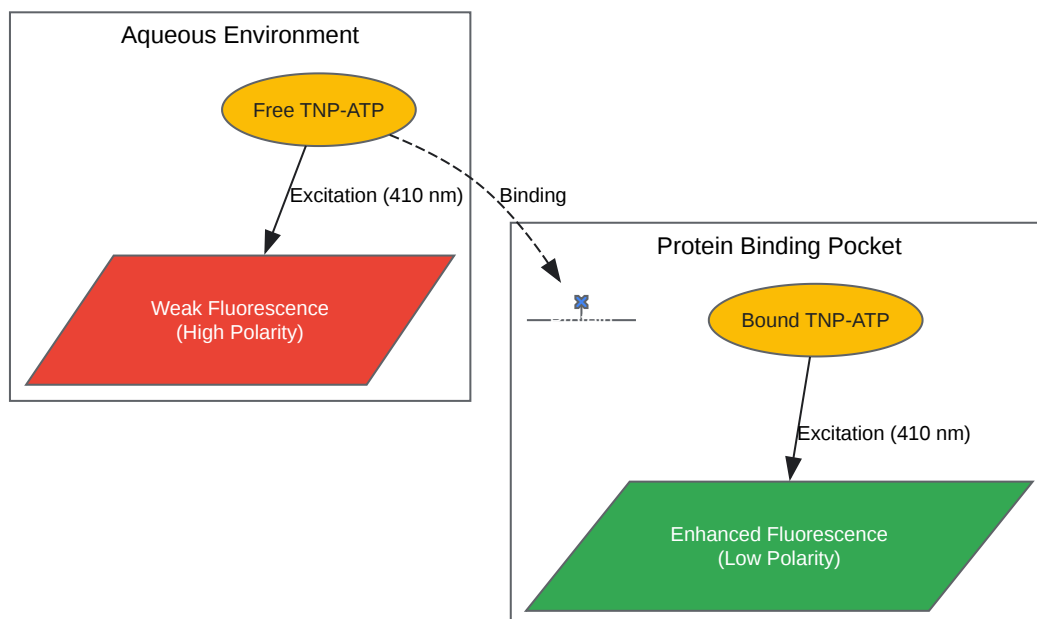 Aqueous Environment
Free TNP-ATP
Excitation (410 nm)
Binding
Weak Fluorescence
(High Polarity)
Protein Binding Pocket
Bound TNP-ATP
Excitation (410 nm)
Enhanced Fluorescence
(Low Polarity)